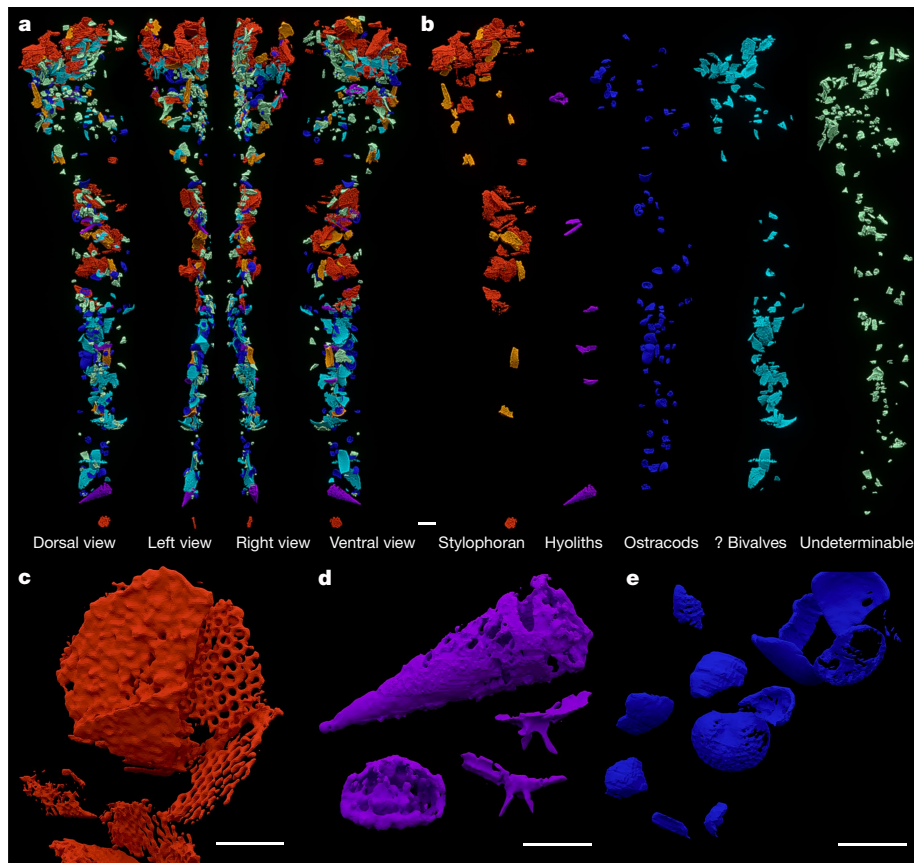 a b
Dorsal view Left view Right view Ventral view Stylophoran Hyoliths Ostracods ? Bivalves Undeterminable
c d e